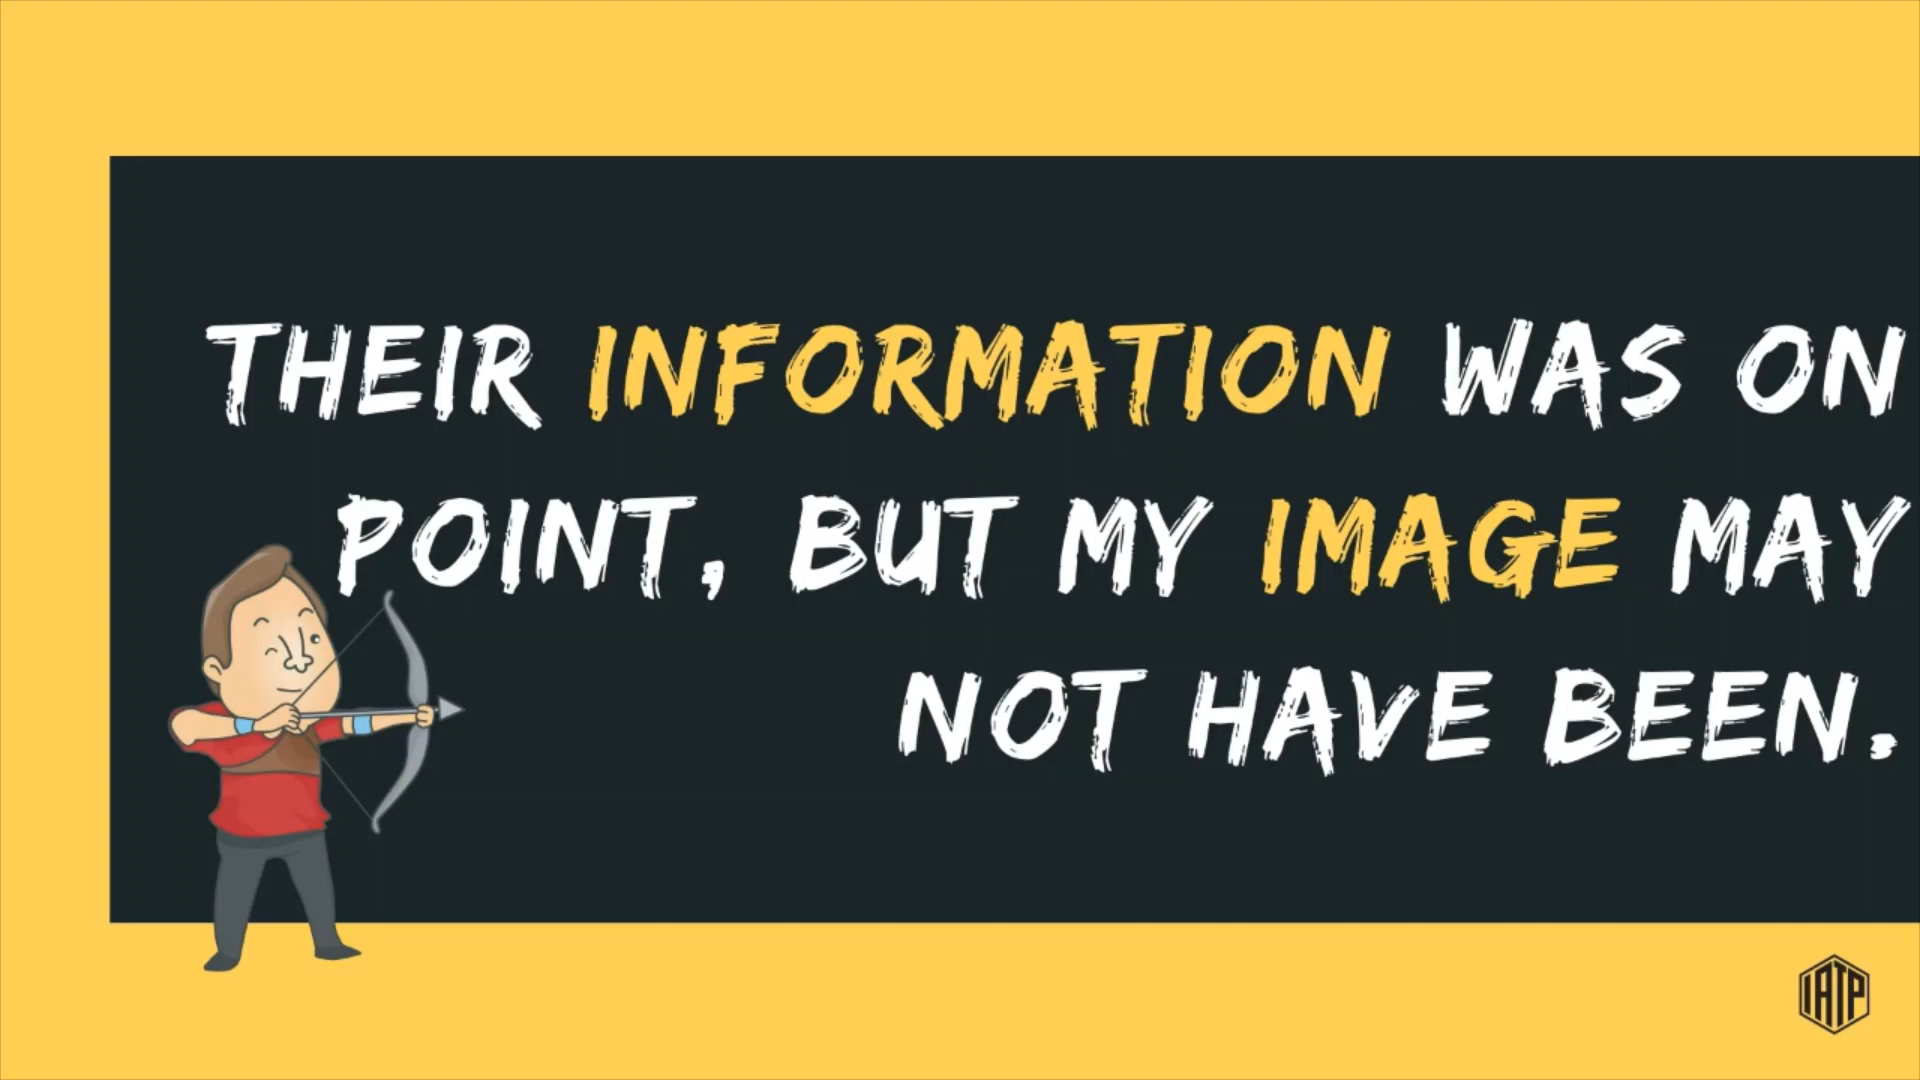 THEIR INFORMATION WAS ON
POINT, BUT MY IMAGE MAY
NOT HAVE BEEN.
IATP